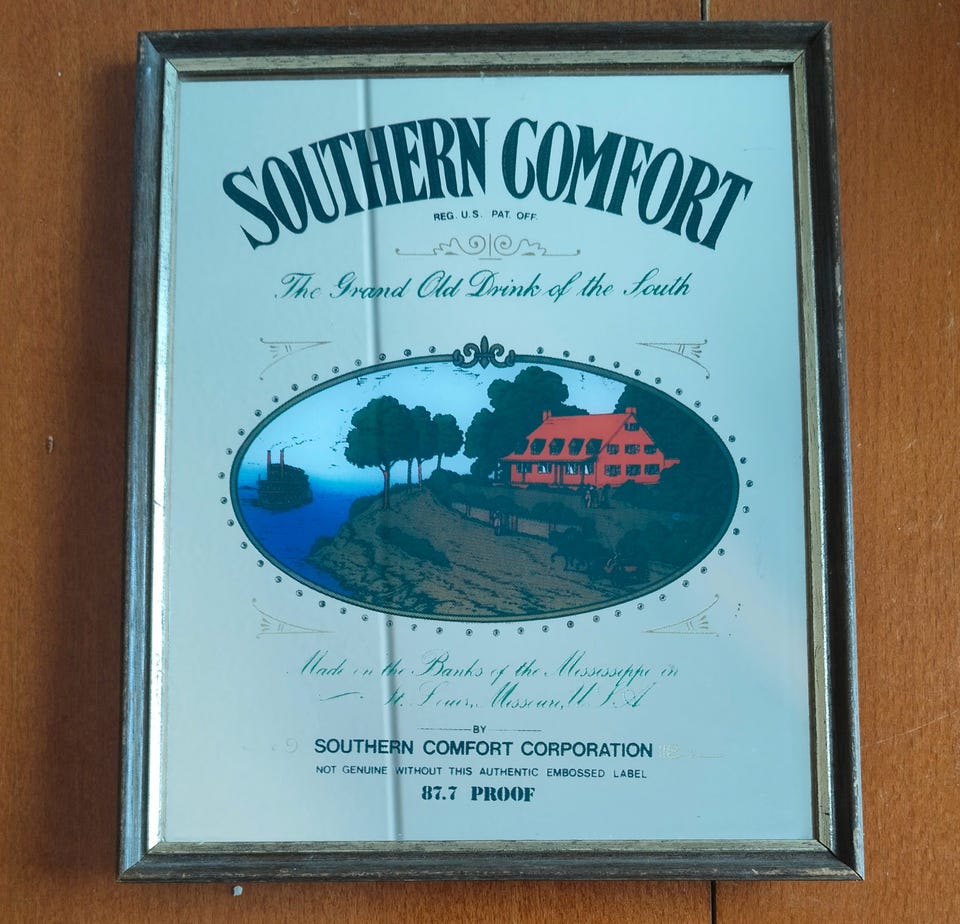 SOUTHERN COMFORT
REG. U.S. PAT. OFF.
The Grand Old Drink of the South
Made on the Banks of the Mississippi in
St. Louis, Missouri, U.S.A
BY
SOUTHERN COMFORT CORPORATION
NOT GENUINE WITHOUT THIS AUTHENTIC EMBOSSED LABEL
87.7 PROOF